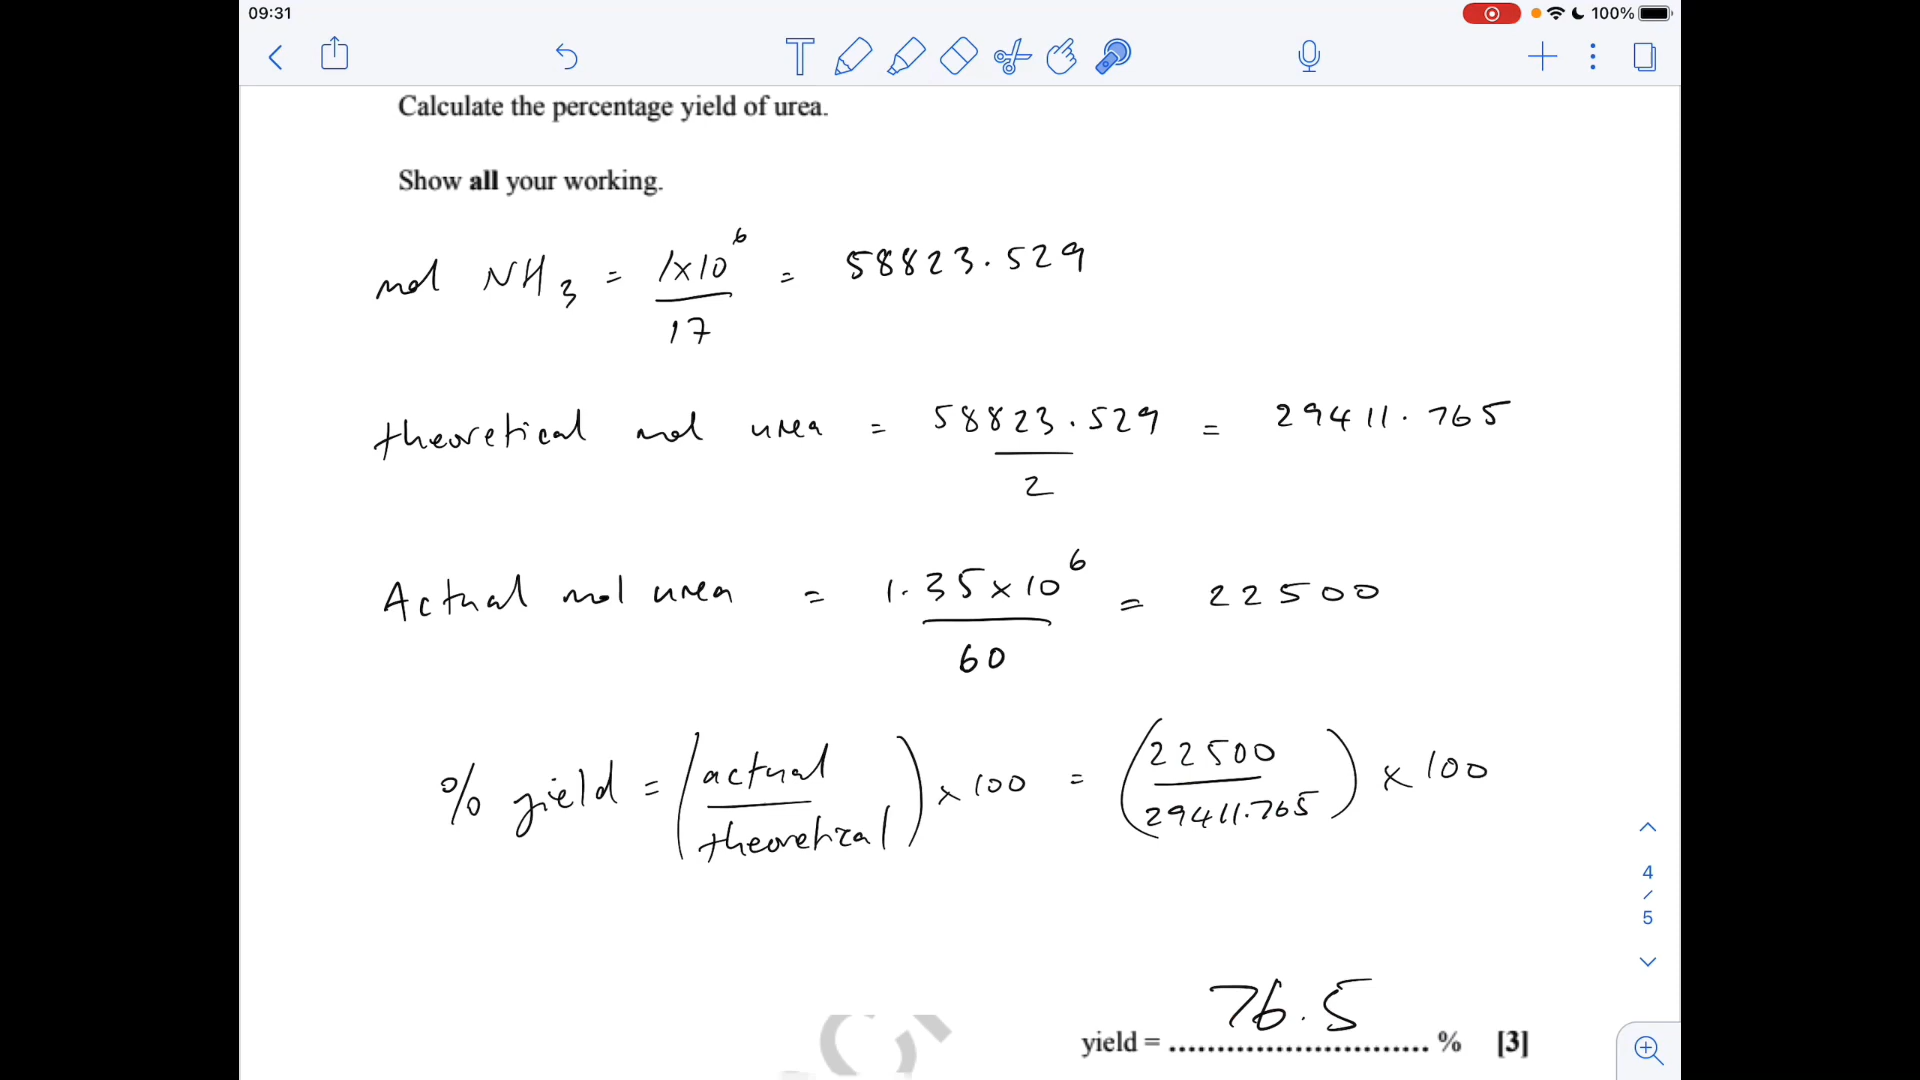 09:31
100%
T
Calculate the percentage yield of urea.
Show all your working.
mol NH3 = 1x10^6 / 17 = 58823.529
theoretical mol urea = 58823.529 / 2 = 29411.765
Actual mol urea = 1.35x10^6 / 60 = 22500
% yield = (actual / theoretical) x 100 = (22500 / 29411.765) x 100
4
/
5
76.5
yield = .............................. % [3]